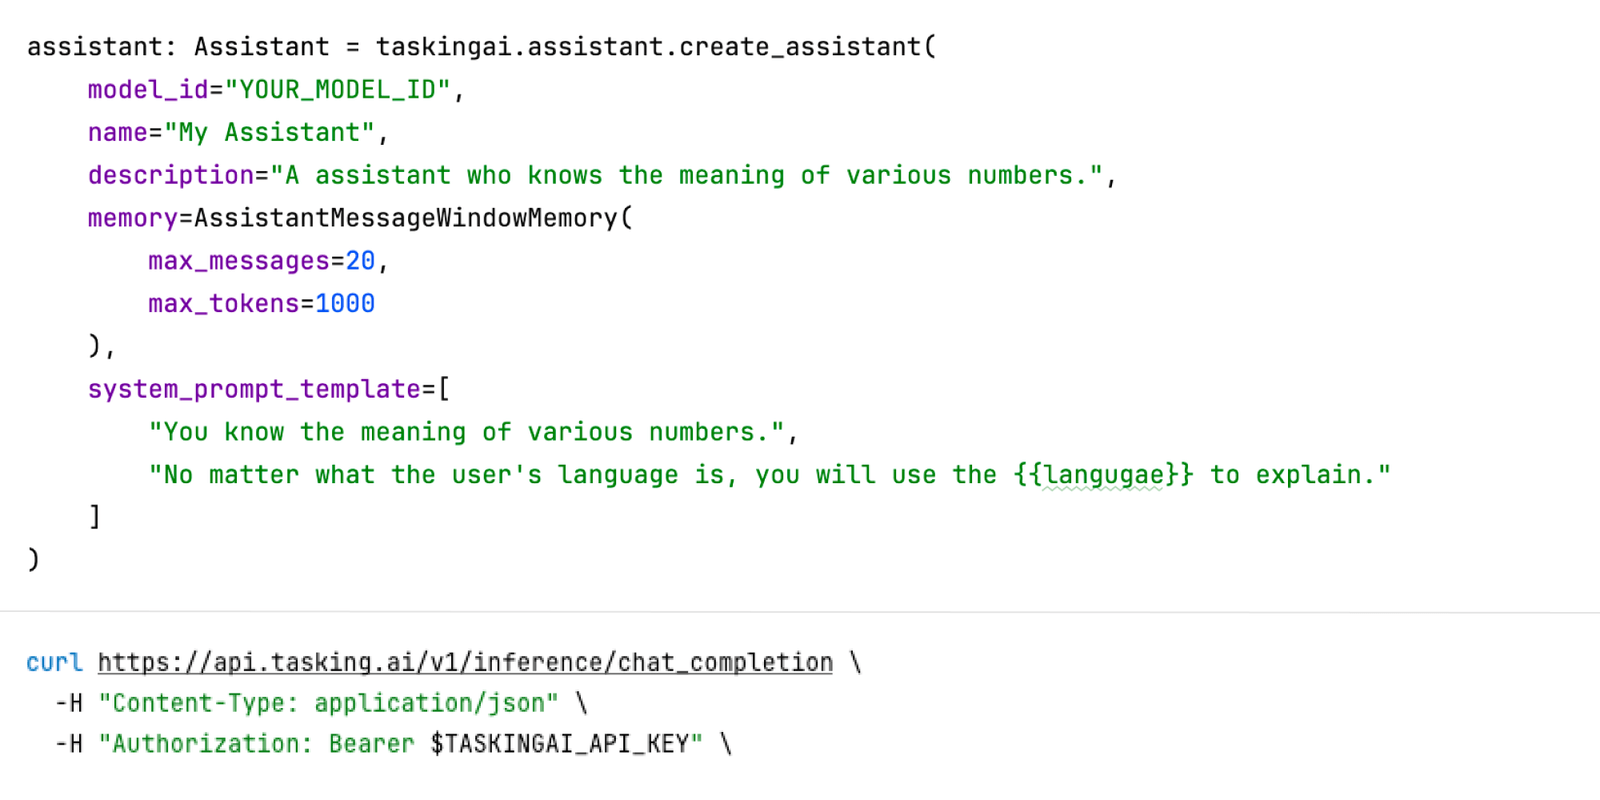 assistant: Assistant = taskingai.assistant.create_assistant(
    model_id="YOUR_MODEL_ID",
    name="My Assistant",
    description="A assistant who knows the meaning of various numbers.",
    memory=AssistantMessageWindowMemory(
        max_messages=20,
        max_tokens=1000
    ),
    system_prompt_template=[
        "You know the meaning of various numbers.",
        "No matter what the user's language is, you will use the {{langugae}} to explain."
    ]
)
curl https://api.tasking.ai/v1/inference/chat_completion \
  -H "Content-Type: application/json" \
  -H "Authorization: Bearer $TASKINGAI_API_KEY" \